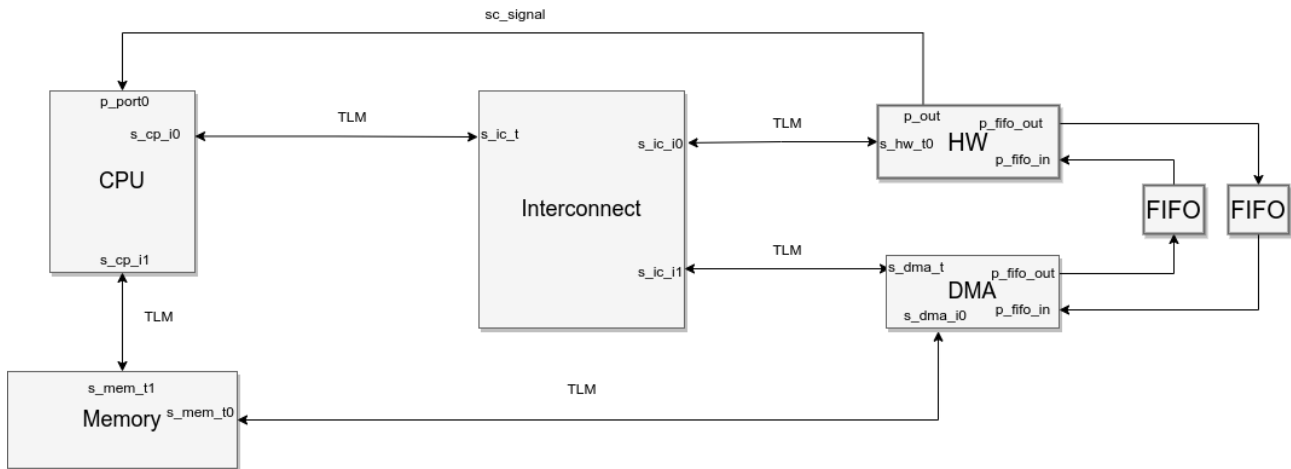 sc_signal
p_port0
s_cp_i0
TLM
s_ic_t
CPU
s_cp_i1
TLM
Interconnect
s_ic_i0
s_ic_i1
TLM
p_out
p_fifo_out
s_hw_t0
HW
p_fifo_in
FIFO
FIFO
TLM
s_dma_t
p_fifo_out
DMA
p_fifo_in
s_dma_i0
s_mem_t1
Memory
s_mem_t0
TLM